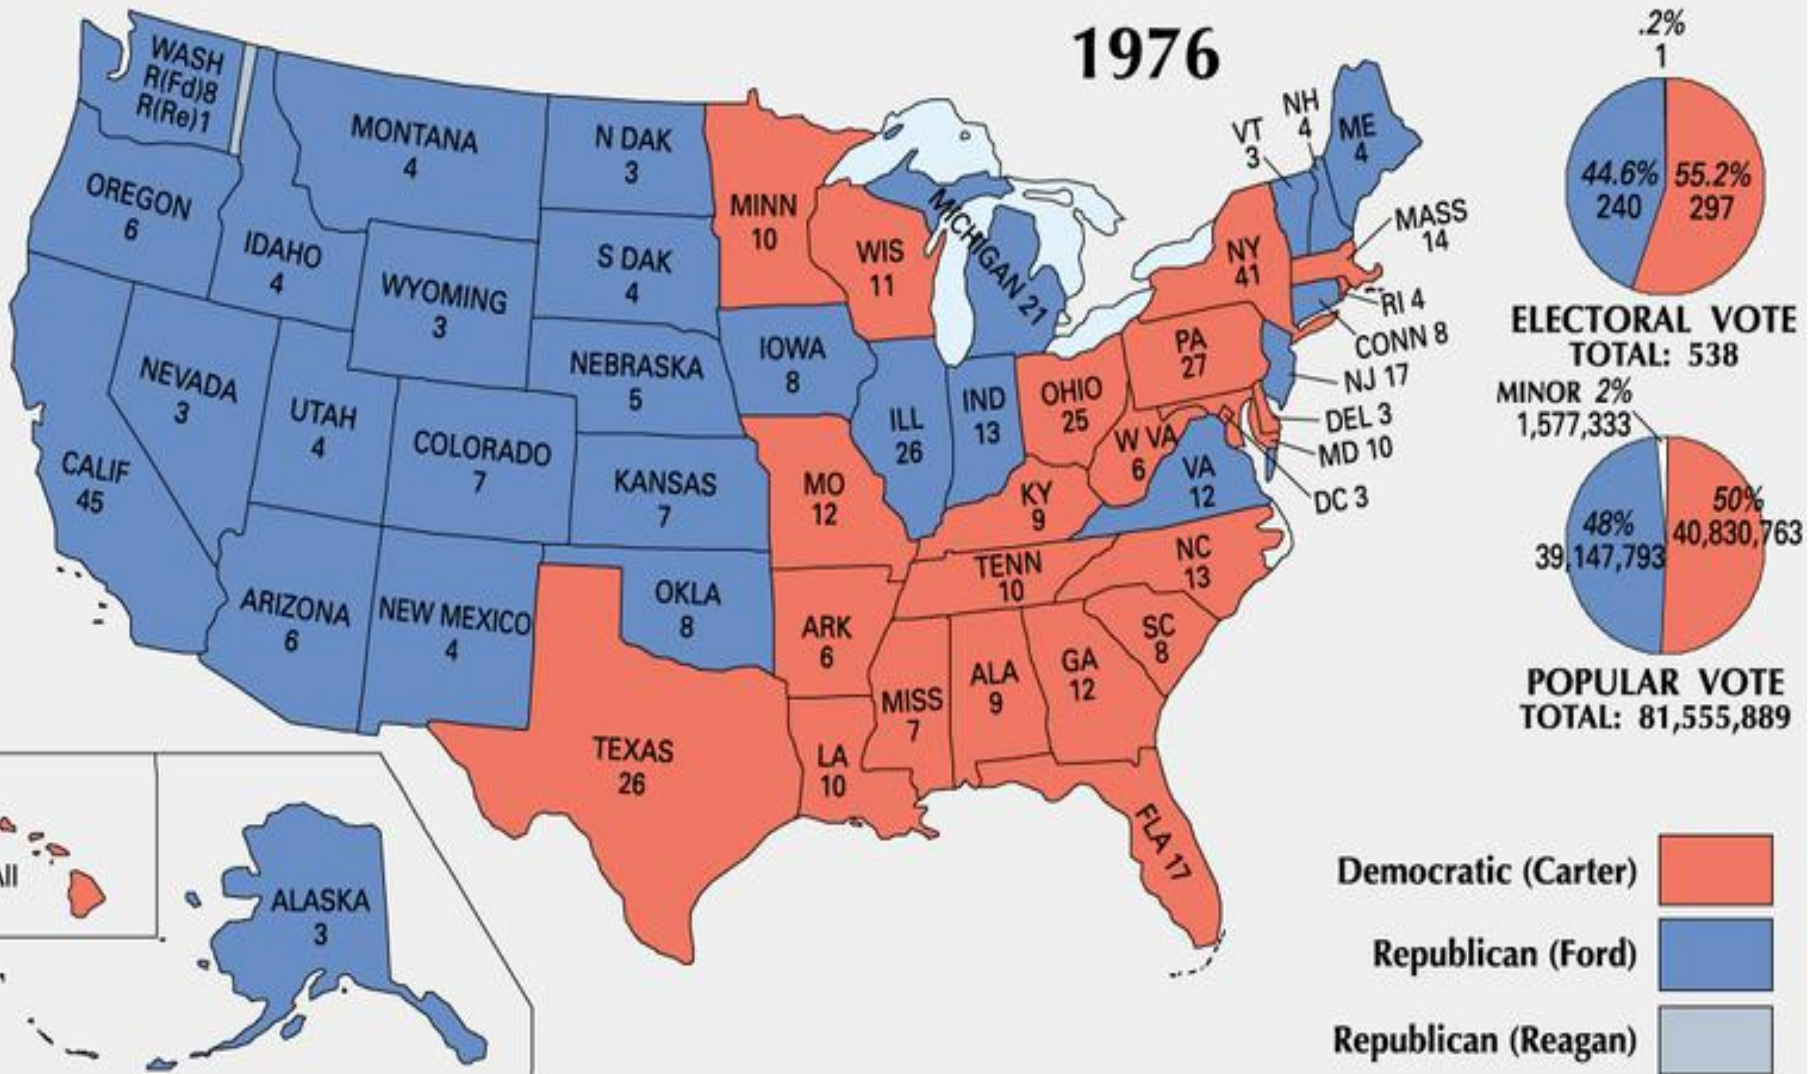 1976
WASH
R(Fd)8
R(Re)1
OREGON
6
CALIF
45
NEVADA
3
IDAHO
4
MONTANA
4
WYOMING
3
UTAH
4
COLORADO
7
ARIZONA
6
NEW MEXICO
4
N DAK
3
S DAK
4
NEBRASKA
5
KANSAS
7
OKLA
8
TEXAS
26
MINN
10
IOWA
8
MO
12
ARK
6
LA
10
WIS
11
ILL
26
MICHIGAN 21
IND
13
OHIO
25
KY
9
TENN
10
MISS
7
ALA
9
GA
12
FLA 17
SC
8
NC
13
VA
12
W VA
6
PA
27
NY
41
VT
3
NH
4
ME
4
MASS
14
RI 4
CONN 8
NJ 17
DEL 3
MD 10
DC 3
ALASKA
3
.2%
1
44.6%
240
55.2%
297
ELECTORAL VOTE
TOTAL: 538
MINOR 2%
1,577,333
48%
39,147,793
50%
40,830,763
POPULAR VOTE
TOTAL: 81,555,889
Democratic (Carter)
Republican (Ford)
Republican (Reagan)